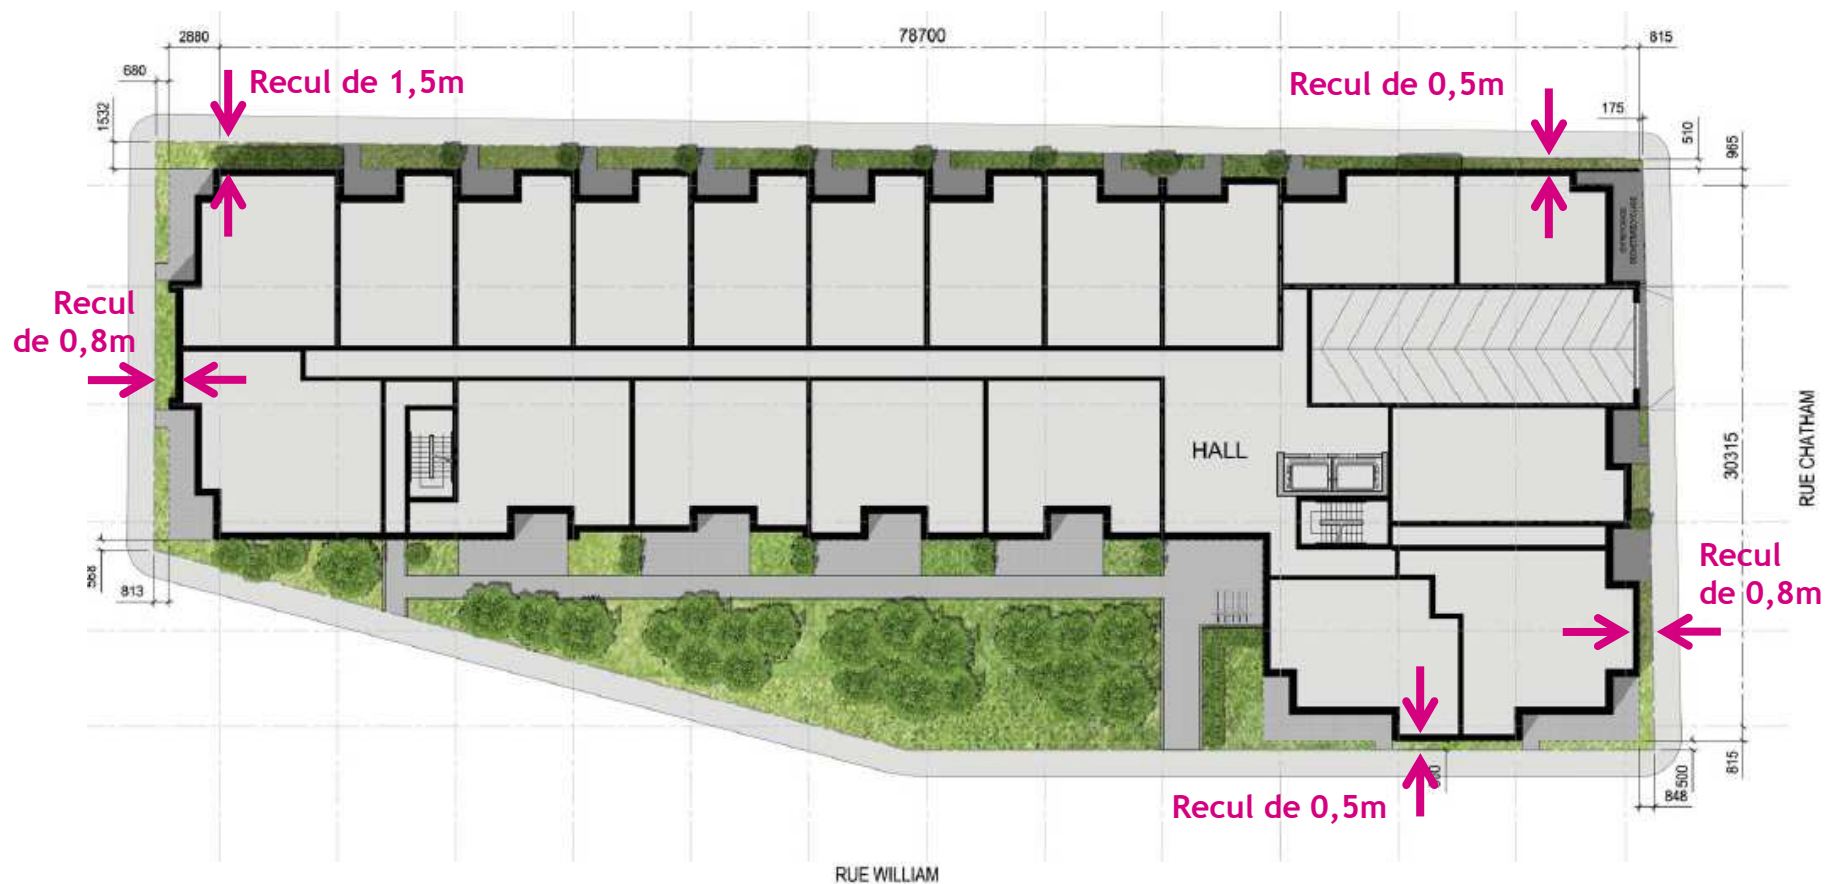 2880
78700
815
680
Recul de 1,5m
Recul de 0,5m
175
1532
510
965
Recul
de 0,8m
HALL
30315
RUE CHATHAM
Recul
de 0,8m
568
813
815
500
848
Recul de 0,5m
RUE WILLIAM